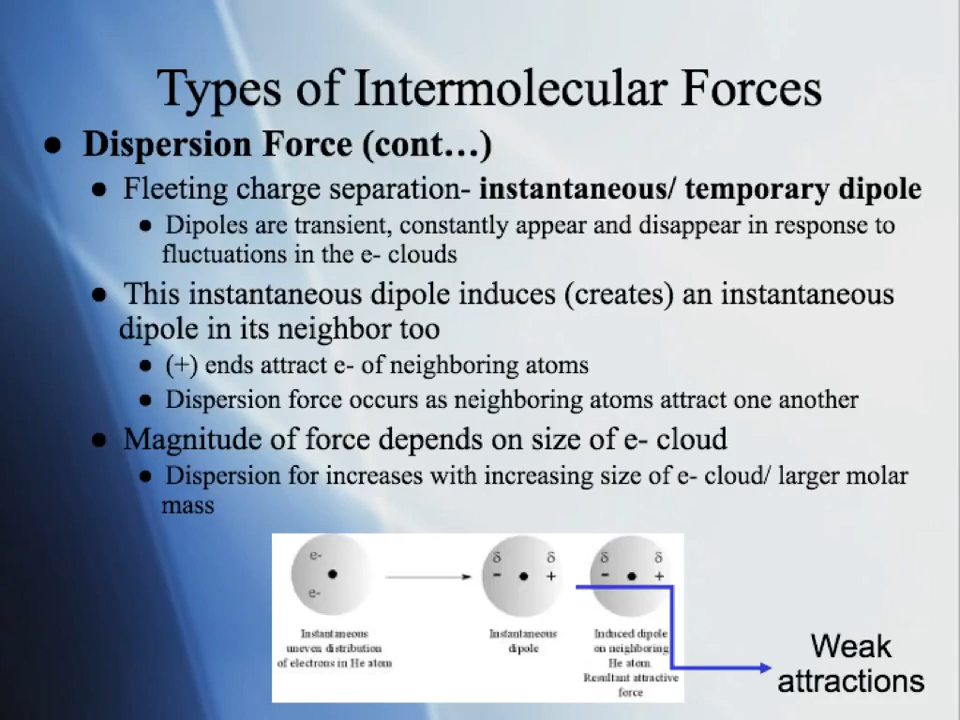 Types of Intermolecular Forces
● Dispersion Force (cont…)
● Fleeting charge separation- instantaneous/ temporary dipole
● Dipoles are transient, constantly appear and disappear in response to
fluctuations in the e- clouds
● This instantaneous dipole induces (creates) an instantaneous
dipole in its neighbor too
● (+) ends attract e- of neighboring atoms
● Dispersion force occurs as neighboring atoms attract one another
● Magnitude of force depends on size of e- cloud
● Dispersion for increases with increasing size of e- cloud/ larger molar
mass
e-
e-
Instantaneous
uneven distribution
of electrons in He atom
δ δ
- +
Instantaneous
dipole
δ δ
- +
Induced dipole
on neighboring
He atom.
Resultant attractive
force
Weak
attractions